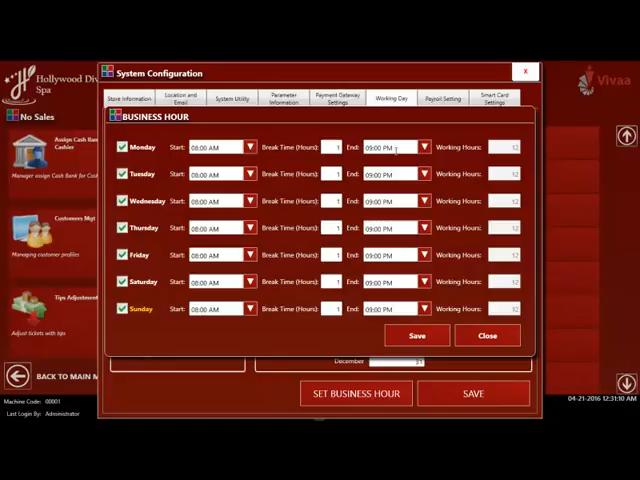 System Configuration
X
Hollywood Div
Spa
Vivaa
Store Information
Location and Email
System Utility
Parameter Information
Payment Gateway Settings
Working Day
Payroll Setting
Smart Card Settings
No Sales
BUSINESS HOUR
Assign Cash Bank
Cashier
Manager assign Cash Bank for Cas
Customers Mgt
Managing customer profiles
Tips Adjustment
Adjust tickets with tips
Monday Start: 08:00 AM Break Time (Hours): 1 End: 09:00 PM Working Hours: 12
Tuesday Start: 08:00 AM Break Time (Hours): 1 End: 09:00 PM Working Hours: 12
Wednesday Start: 08:00 AM Break Time (Hours): 1 End: 09:00 PM Working Hours: 12
Thursday Start: 08:00 AM Break Time (Hours): 1 End: 09:00 PM Working Hours: 12
Friday Start: 08:00 AM Break Time (Hours): 1 End: 09:00 PM Working Hours: 12
Saturday Start: 08:00 AM Break Time (Hours): 1 End: 09:00 PM Working Hours: 12
Sunday Start: 08:00 AM Break Time (Hours): 1 End: 09:00 PM Working Hours: 12
Save Close
December 31
BACK TO MAIN M
SET BUSINESS HOUR SAVE
Machine Code: 00001
Last Login By: Administrator
04-21-2016 12:31:10 AM